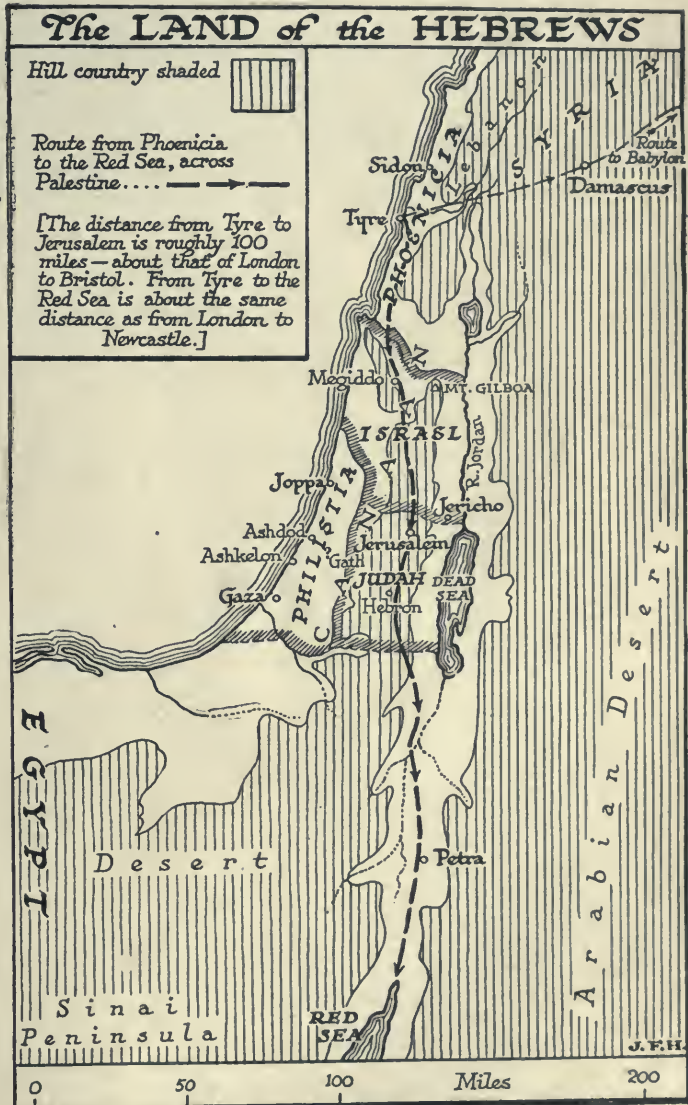 The LAND of the HEBREWS
Hill country shaded
Route from Phoenicia
to the Red Sea, across
Palestine....
[The distance from Tyre to
Jerusalem is roughly 100
miles — about that of London
to Bristol. From Tyre to the
Red Sea is about the same
distance as from London to
Newcastle.]
Lebanon
SYRIA
Route
to Babylon
Sidon
Damascus
Tyre
PHOENICIA
Megiddo
MT. GILBOA
CANAAN
ISRASL
R. Jordan
Joppa
PHILISTIA
Jericho
Ashdod
Jerusalem
Ashkelon
Gath
JUDAH
DEAD
SEA
Gaza
Hebron
Arabian Desert
EGYPT
Desert
Petra
Sinai
Peninsula
RED
SEA
J.F.H.
0 50 100 Miles 200